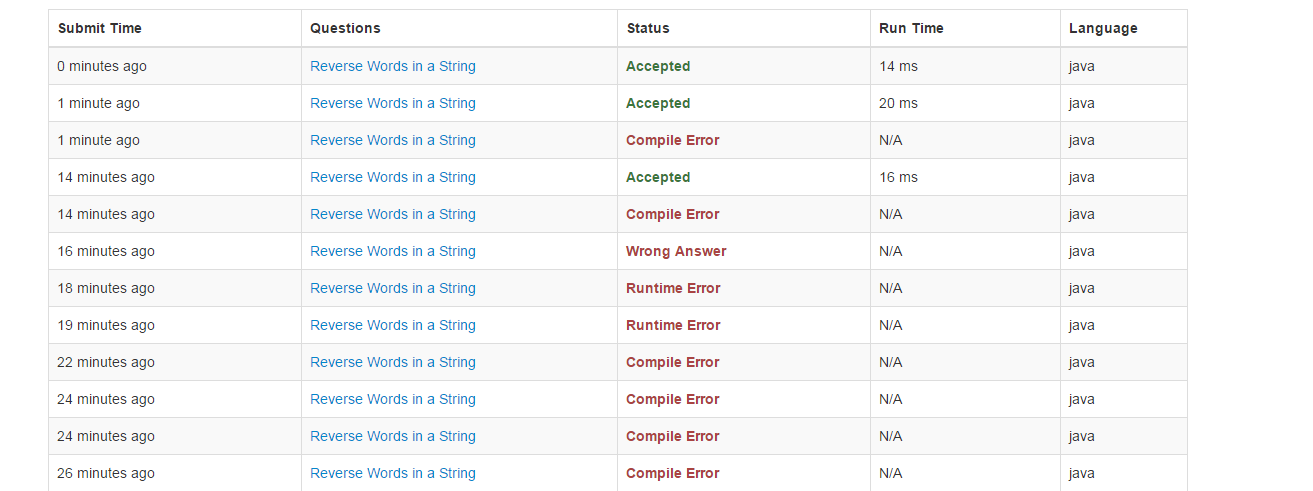 Submit Time Questions Status Run Time Language
0 minutes ago Reverse Words in a String Accepted 14 ms java
1 minute ago Reverse Words in a String Accepted 20 ms java
1 minute ago Reverse Words in a String Compile Error N/A java
14 minutes ago Reverse Words in a String Accepted 16 ms java
14 minutes ago Reverse Words in a String Compile Error N/A java
16 minutes ago Reverse Words in a String Wrong Answer N/A java
18 minutes ago Reverse Words in a String Runtime Error N/A java
19 minutes ago Reverse Words in a String Runtime Error N/A java
22 minutes ago Reverse Words in a String Compile Error N/A java
24 minutes ago Reverse Words in a String Compile Error N/A java
24 minutes ago Reverse Words in a String Compile Error N/A java
26 minutes ago Reverse Words in a String Compile Error N/A java